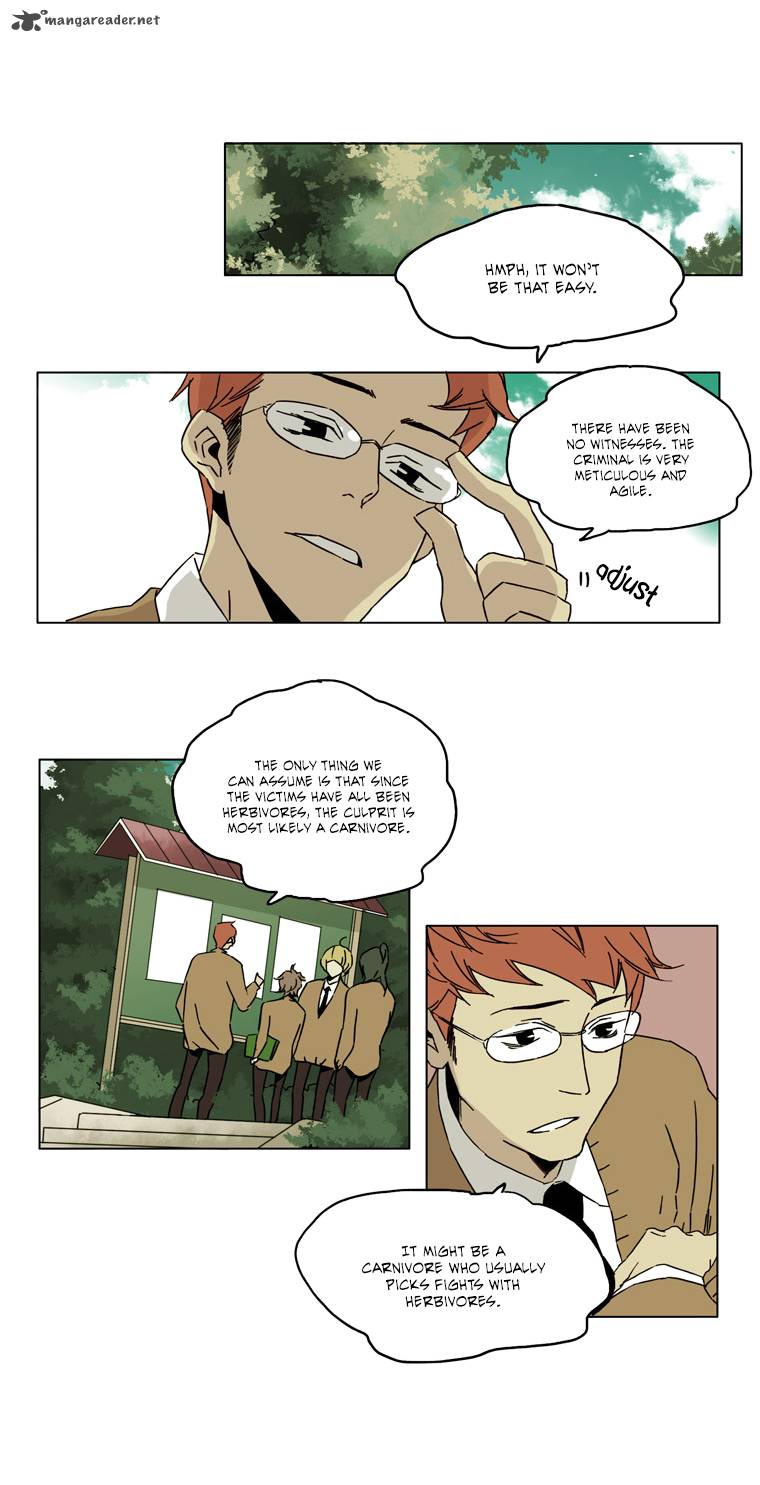 mangareader.net
HMPH, IT WON'T
BE THAT EASY.
THERE HAVE BEEN
NO WITNESSES. THE
CRIMINAL IS VERY
METICULOUS AND
AGILE.
adjust
THE ONLY THING WE
CAN ASSUME IS THAT SINCE
THE VICTIMS HAVE ALL BEEN
HERBIVORES, THE CULPRIT IS
MOST LIKELY A CARNIVORE.
IT MIGHT BE A
CARNIVORE WHO USUALLY
PICKS FIGHTS WITH
HERBIVORES.